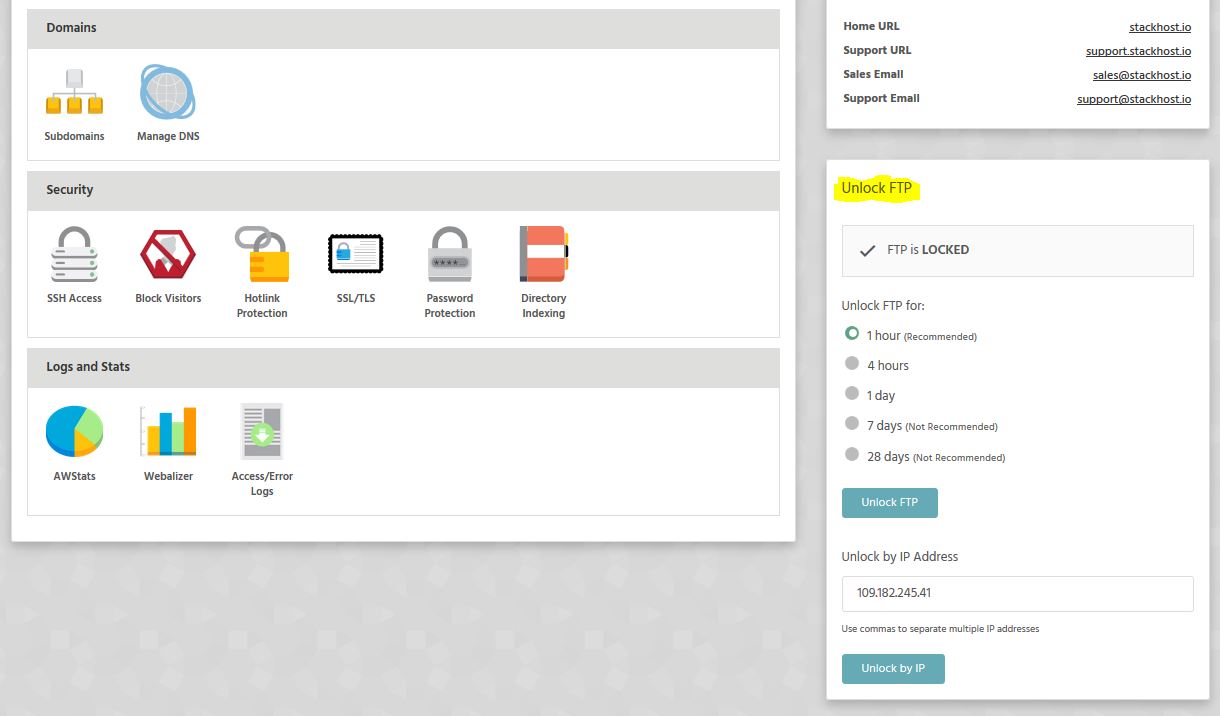 Domains
Subdomains
Manage DNS
Security
SSH Access
Block Visitors
Hotlink
Protection
SSL/TLS
****...
Password
Protection
Directory
Indexing
Logs and Stats
AWStats
Webalizer
Access/Error
Logs
Home URL stackhost.io
Support URL support.stackhost.io
Sales Email sales@stackhost.io
Support Email support@stackhost.io
Unlock FTP
FTP is LOCKED
Unlock FTP for:
1 hour (Recommended)
4 hours
1 day
7 days (Not Recommended)
28 days (Not Recommended)
Unlock FTP
Unlock by IP Address
109.182.245.41
Use commas to separate multiple IP addresses
Unlock by IP